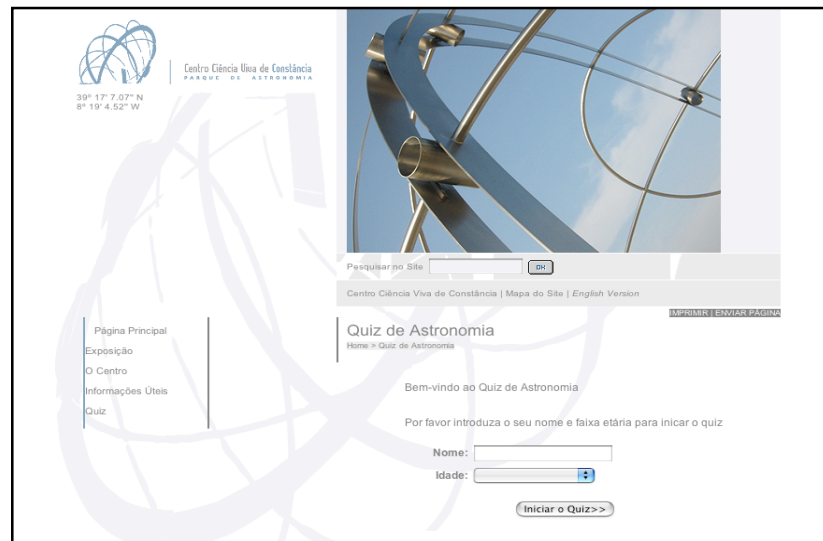 Centro Ciência Viva de Constância
PARQUE DE ASTRONOMIA
39º 17' 7.07" N
8º 19' 4.52" W
Pesquisar no Site
OK
Centro Ciência Viva de Constância | Mapa do Site | English Version
IMPRIMIR | ENVIAR PÁGINA
Página Principal
Exposição
O Centro
Informações Úteis
Quiz
Quiz de Astronomia
Home > Quiz de Astronomia
Bem-vindo ao Quiz de Astronomia
Por favor introduza o seu nome e faixa etária para inicar o quiz
Nome:
Idade:
Iniciar o Quiz>>